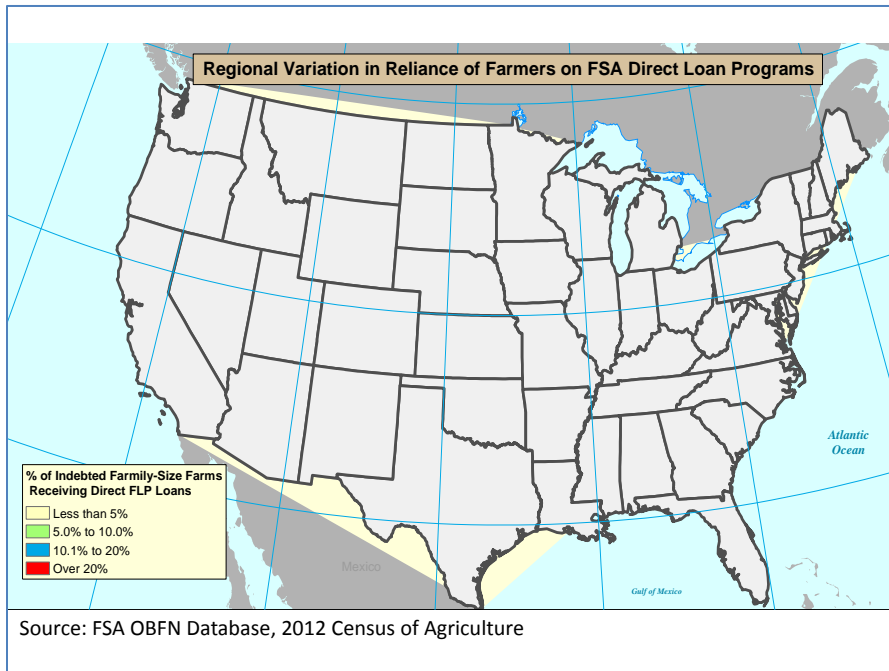 Regional Variation in Reliance of Farmers on FSA Direct Loan Programs
Atlantic
Ocean
% of Indebted Farmily-Size Farms
Receiving Direct FLP Loans
Less than 5%
5.0% to 10.0%
10.1% to 20%
Over 20%
Mexico
Gulf of Mexico
Source: FSA OBFN Database, 2012 Census of Agriculture